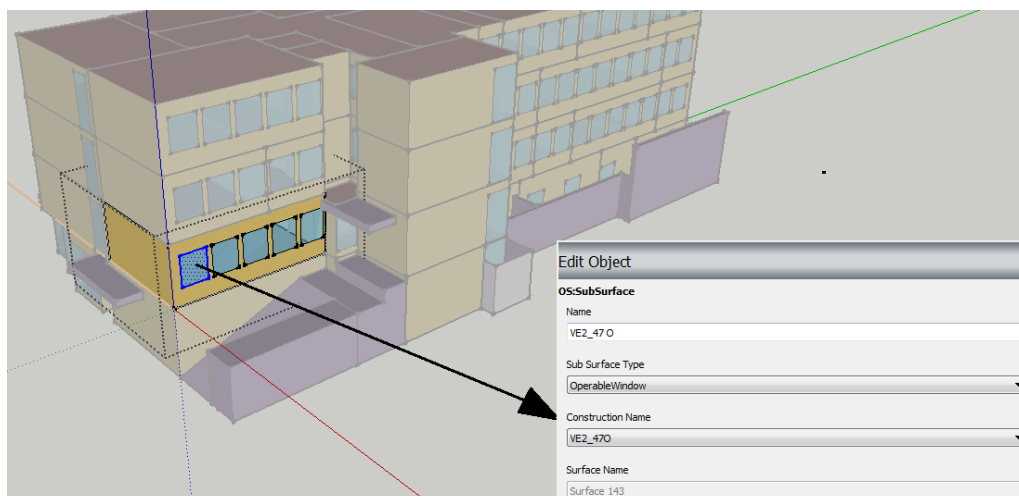 Edit Object
OS:SubSurface
Name
VE2_47 O
Sub Surface Type
OperableWindow
Construction Name
VE2_47O
Surface Name
Surface 143